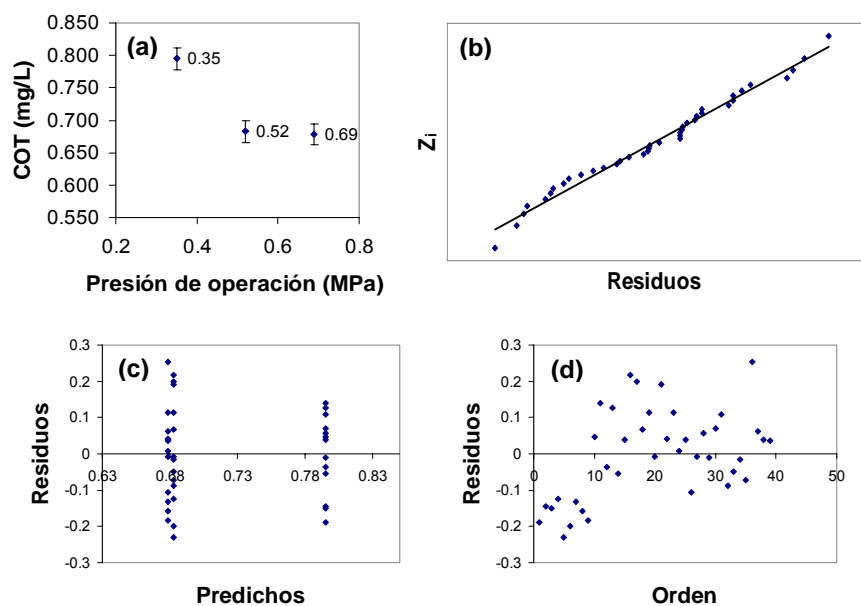 (a)
COT (mg/L)
0.850
0.800
0.750
0.700
0.650
0.600
0.550
0.35
0.52
0.69
0.2 0.4 0.6 0.8
Presión de operación (MPa)
(b)
Zi
Residuos
(c)
Residuos
0.3
0.2
0.1
0
-0.1
-0.2
-0.3
0.63 0.68 0.73 0.78 0.83
Predichos
(d)
Residuos
0.3
0.2
0.1
0
-0.1
-0.2
-0.3
0 10 20 30 40 50
Orden